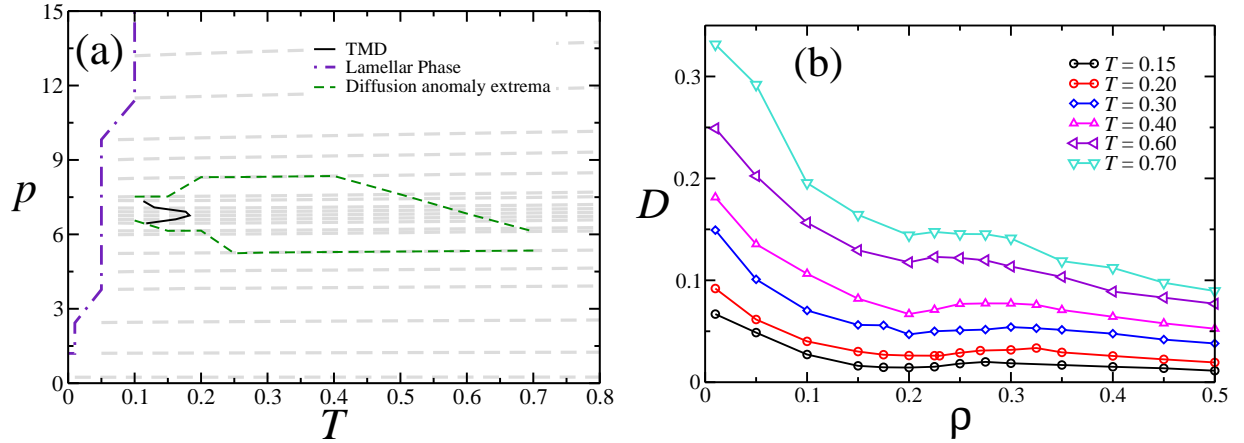 (a)
TMD
Lamellar Phase
Diffusion anomaly extrema
15
12
9
6
3
0
p
0 0.1 0.2 0.3 0.4 0.5 0.6 0.7 0.8
T
(b)
T = 0.15
T = 0.20
T = 0.30
T = 0.40
T = 0.60
T = 0.70
0.3
0.2
0.1
0
D
0 0.1 0.2 0.3 0.4 0.5
ρ